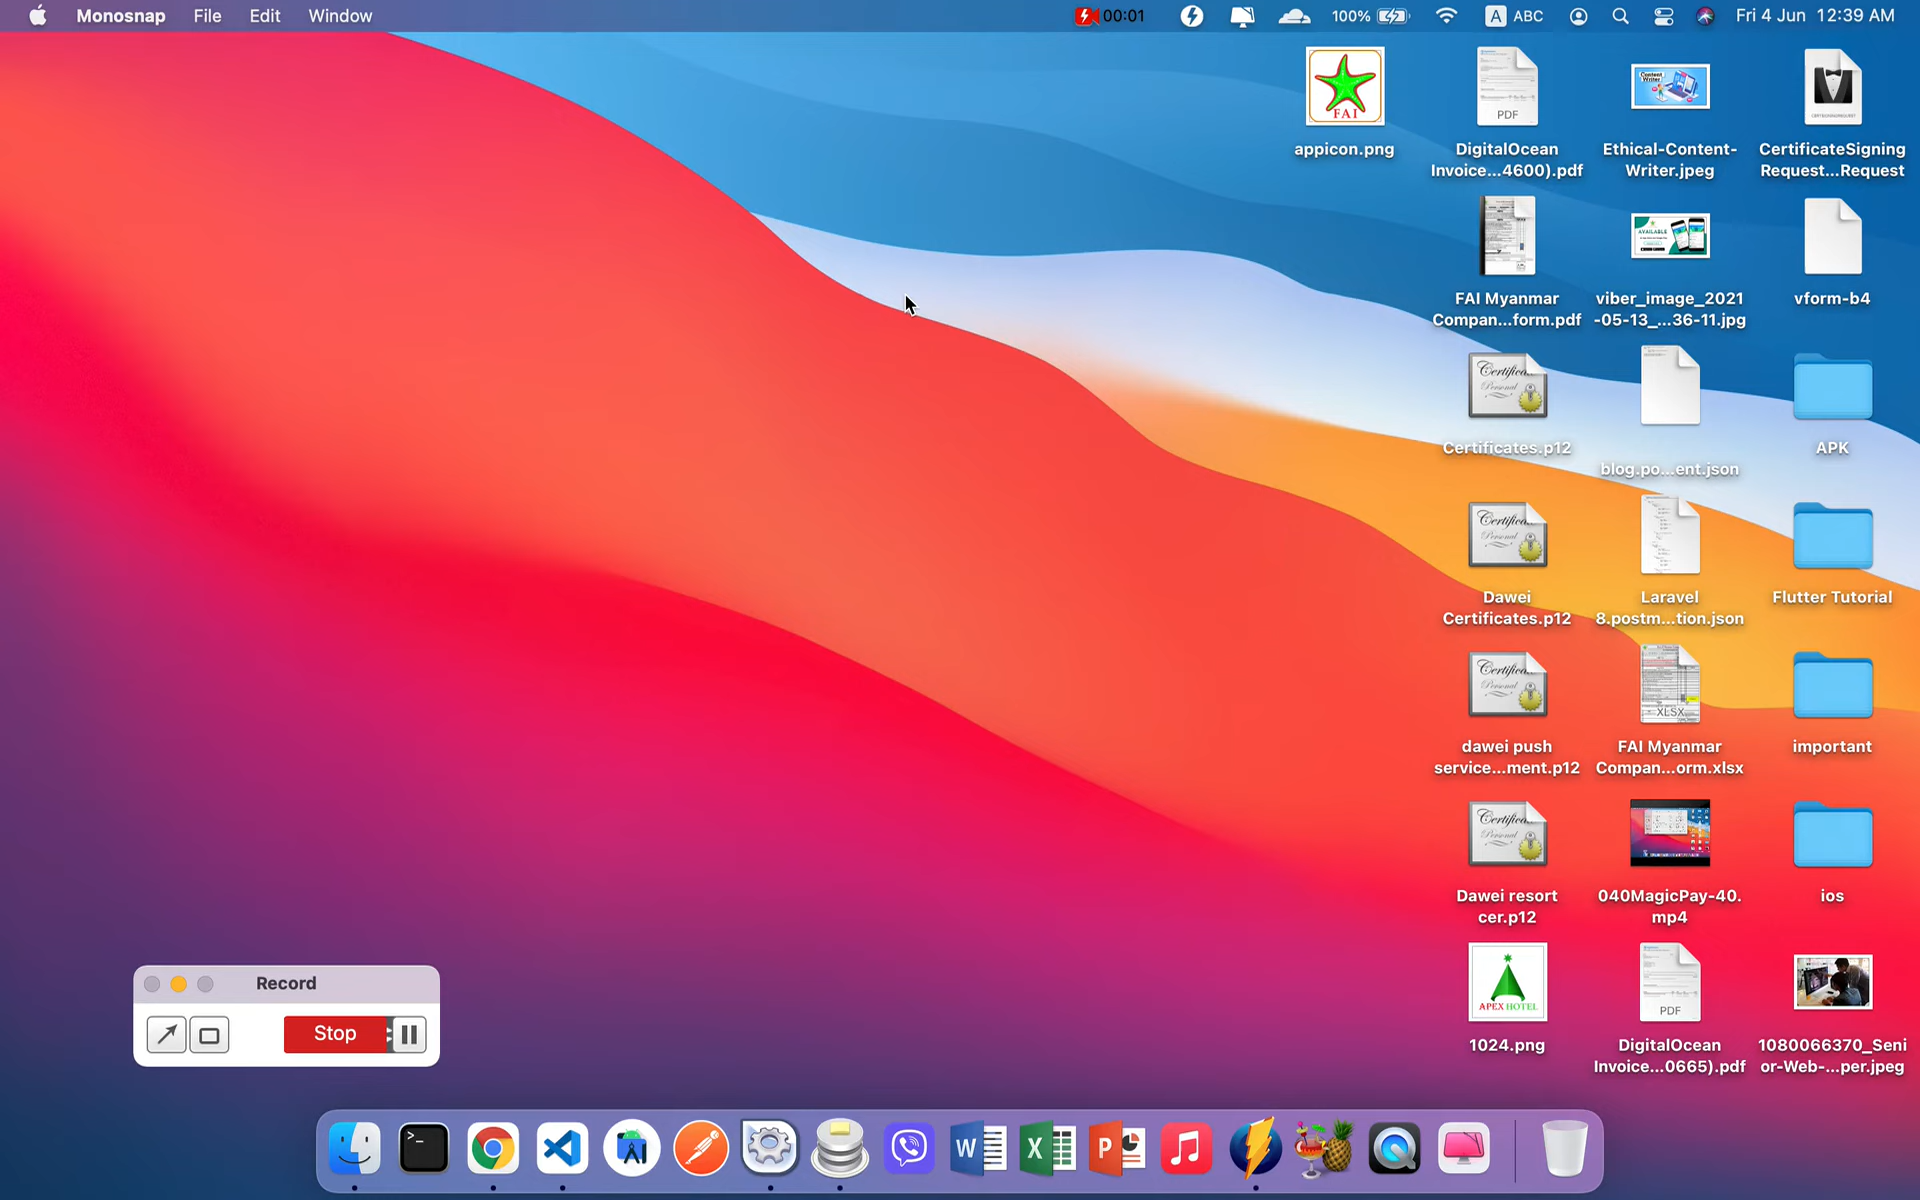 Monosnap File Edit Window 00:01 100% A ABC Fri 4 Jun 12:39 AM
FAI
appicon.png
PDF
DigitalOcean
Invoice...4600).pdf
Content
Writer
Ethical-Content-
Writer.jpeg
CertificateSigning
Request...Request
FAI Myanmar
Compan...form.pdf
AVAILABLE
viber_image_2021
-05-13_...36-11.jpg
vform-b4
Certificates.p12
blog.po...ent.json
APK
Dawei
Certificates.p12
Laravel
8.postm...tion.json
Flutter Tutorial
dawei push
service...ment.p12
XLSX
FAI Myanmar
Compan...orm.xlsx
important
Dawei resort
cer.p12
040MagicPay-40.
mp4
ios
APEX HOTEL
1024.png
PDF
DigitalOcean
Invoice...0665).pdf
1080066370_Seni
or-Web-...per.jpeg
Record
Stop
>_
W
X
P